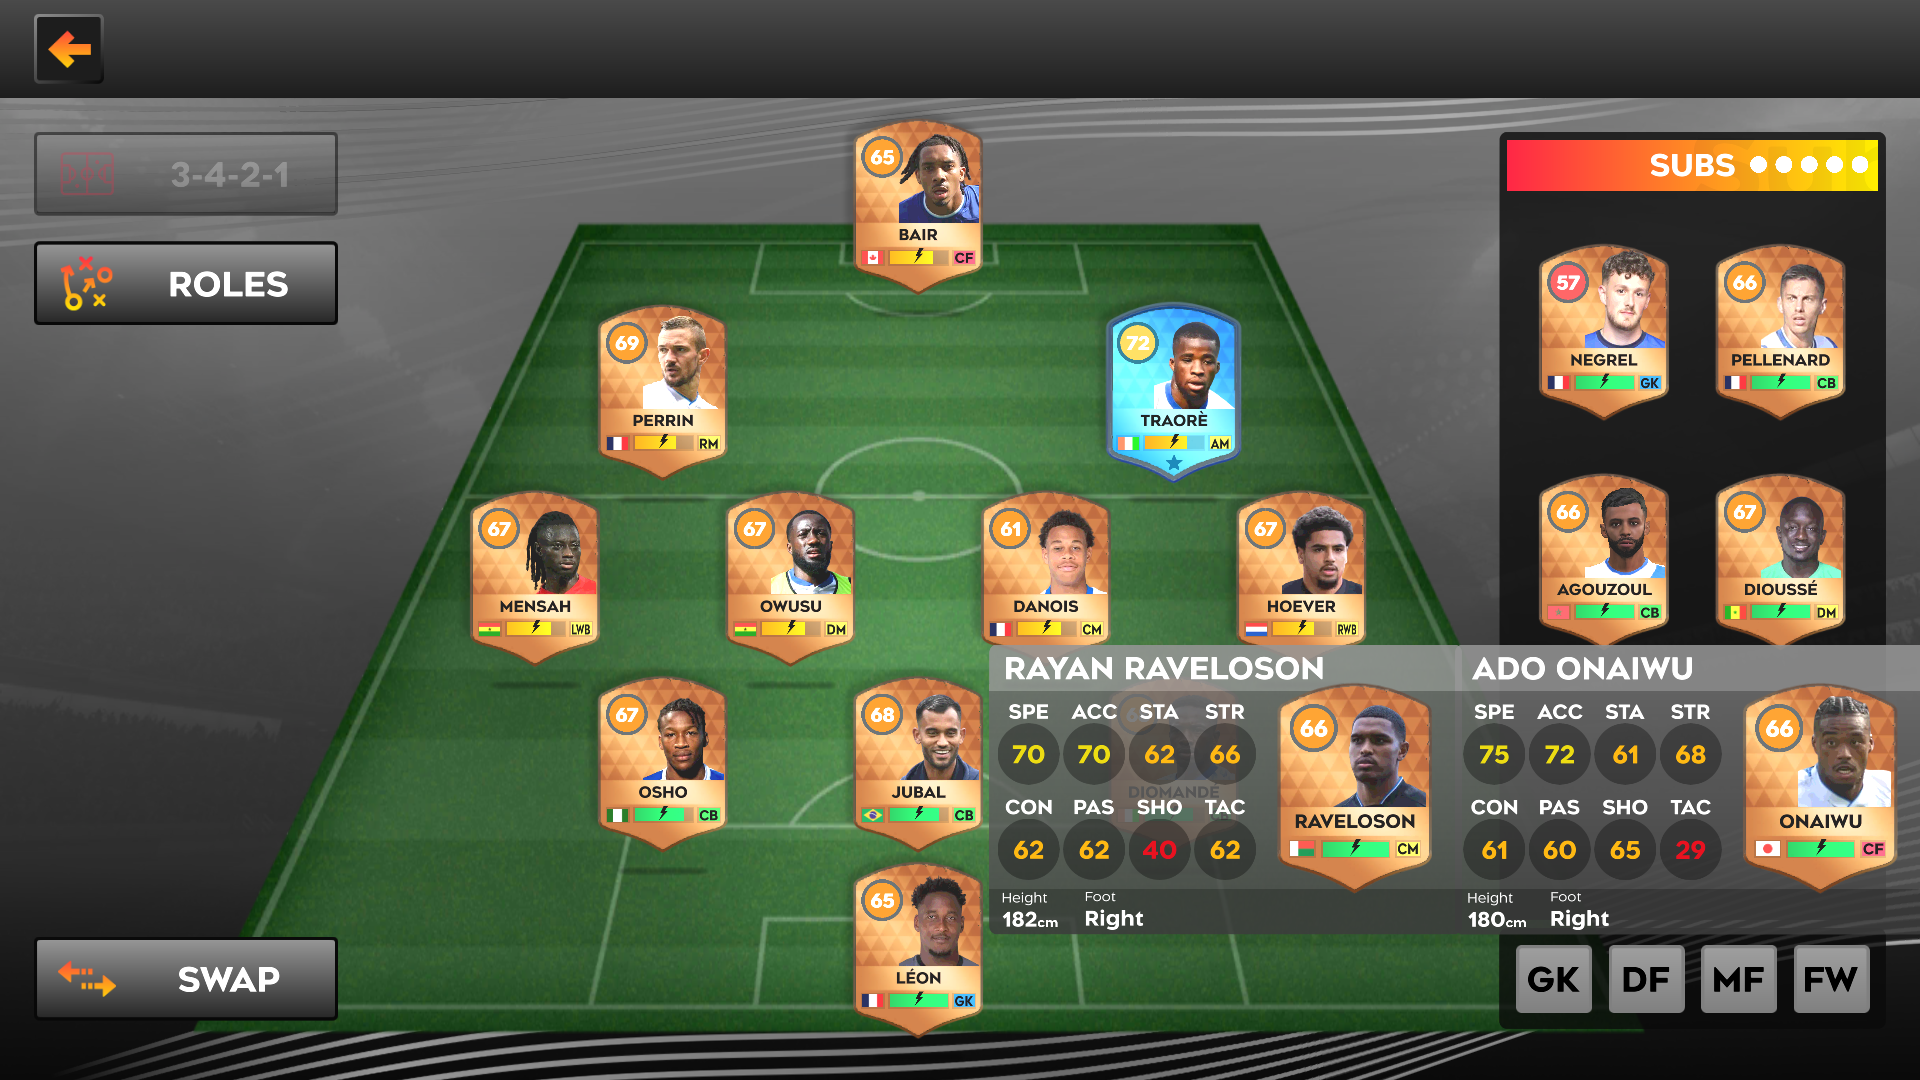 3-4-2-1
ROLES
SWAP
65
BAIR
CF
69
PERRIN
RM
72
TRAORÈ
AM
67
MENSAH
LWB
67
OWUSU
DM
61
DANOIS
CM
67
HOEVER
RWB
67
OSHO
CB
68
JUBAL
CB
DIOMANDE
65
LÉON
GK
SUBS
57
NEGREL
GK
66
PELLENARD
CB
66
AGOUZOUL
CB
67
DIOUSSÉ
DM
RAYAN RAVELOSON
SPE ACC STA STR
70 70 62 66
CON PAS SHO TAC
62 62 40 62
Height Foot
182cm Right
66
RAVELOSON
CM
ADO ONAIWU
SPE ACC STA STR
75 72 61 68
CON PAS SHO TAC
61 60 65 29
Height Foot
180cm Right
66
ONAIWU
CF
GK DF MF FW